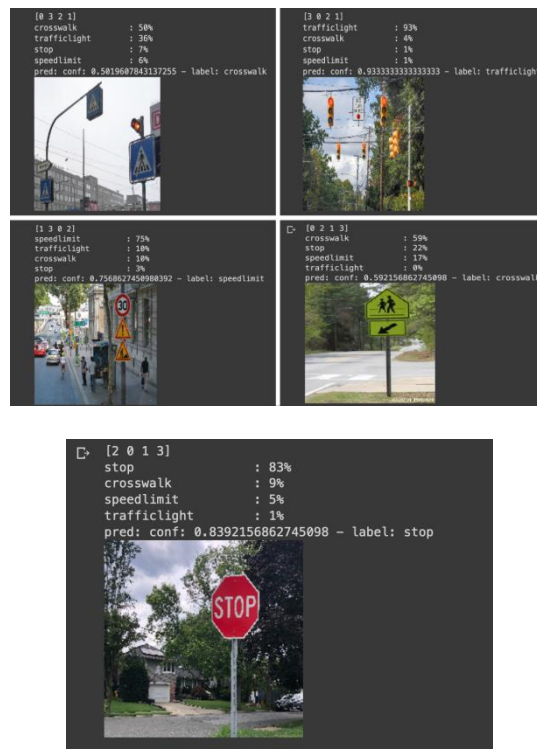 [0 3 2 1]
crosswalk : 50%
trafficlight : 36%
stop : 7%
speedlimit : 6%
pred: conf: 0.5019607843137255 – label: crosswalk
[3 0 2 1]
trafficlight : 93%
crosswalk : 4%
stop : 1%
speedlimit : 1%
pred: conf: 0.9333333333333333 – label: trafficligh
[1 3 0 2]
speedlimit : 75%
trafficlight : 10%
crosswalk : 10%
stop : 3%
pred: conf: 0.7568627450980392 – label: speedlimit
30
[0 2 1 3]
crosswalk : 59%
stop : 22%
speedlimit : 17%
trafficlight : 0%
pred: conf: 0.592156862745098 – label: crosswal
[2 0 1 3]
stop : 83%
crosswalk : 9%
speedlimit : 5%
trafficlight : 1%
pred: conf: 0.8392156862745098 – label: stop
STOP